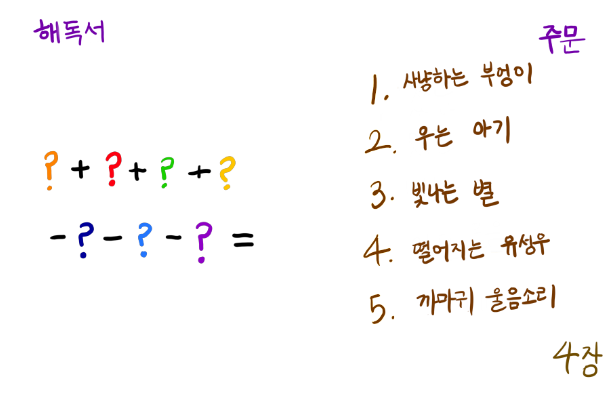 해독서
주문
? + ? + ? + ?
- ? - ? - ? =
1. 사냥하는 부엉이
2. 우는 아기
3. 빛나는 별
4. 떨어지는 유성우
5. 까마귀 울음소리
4장